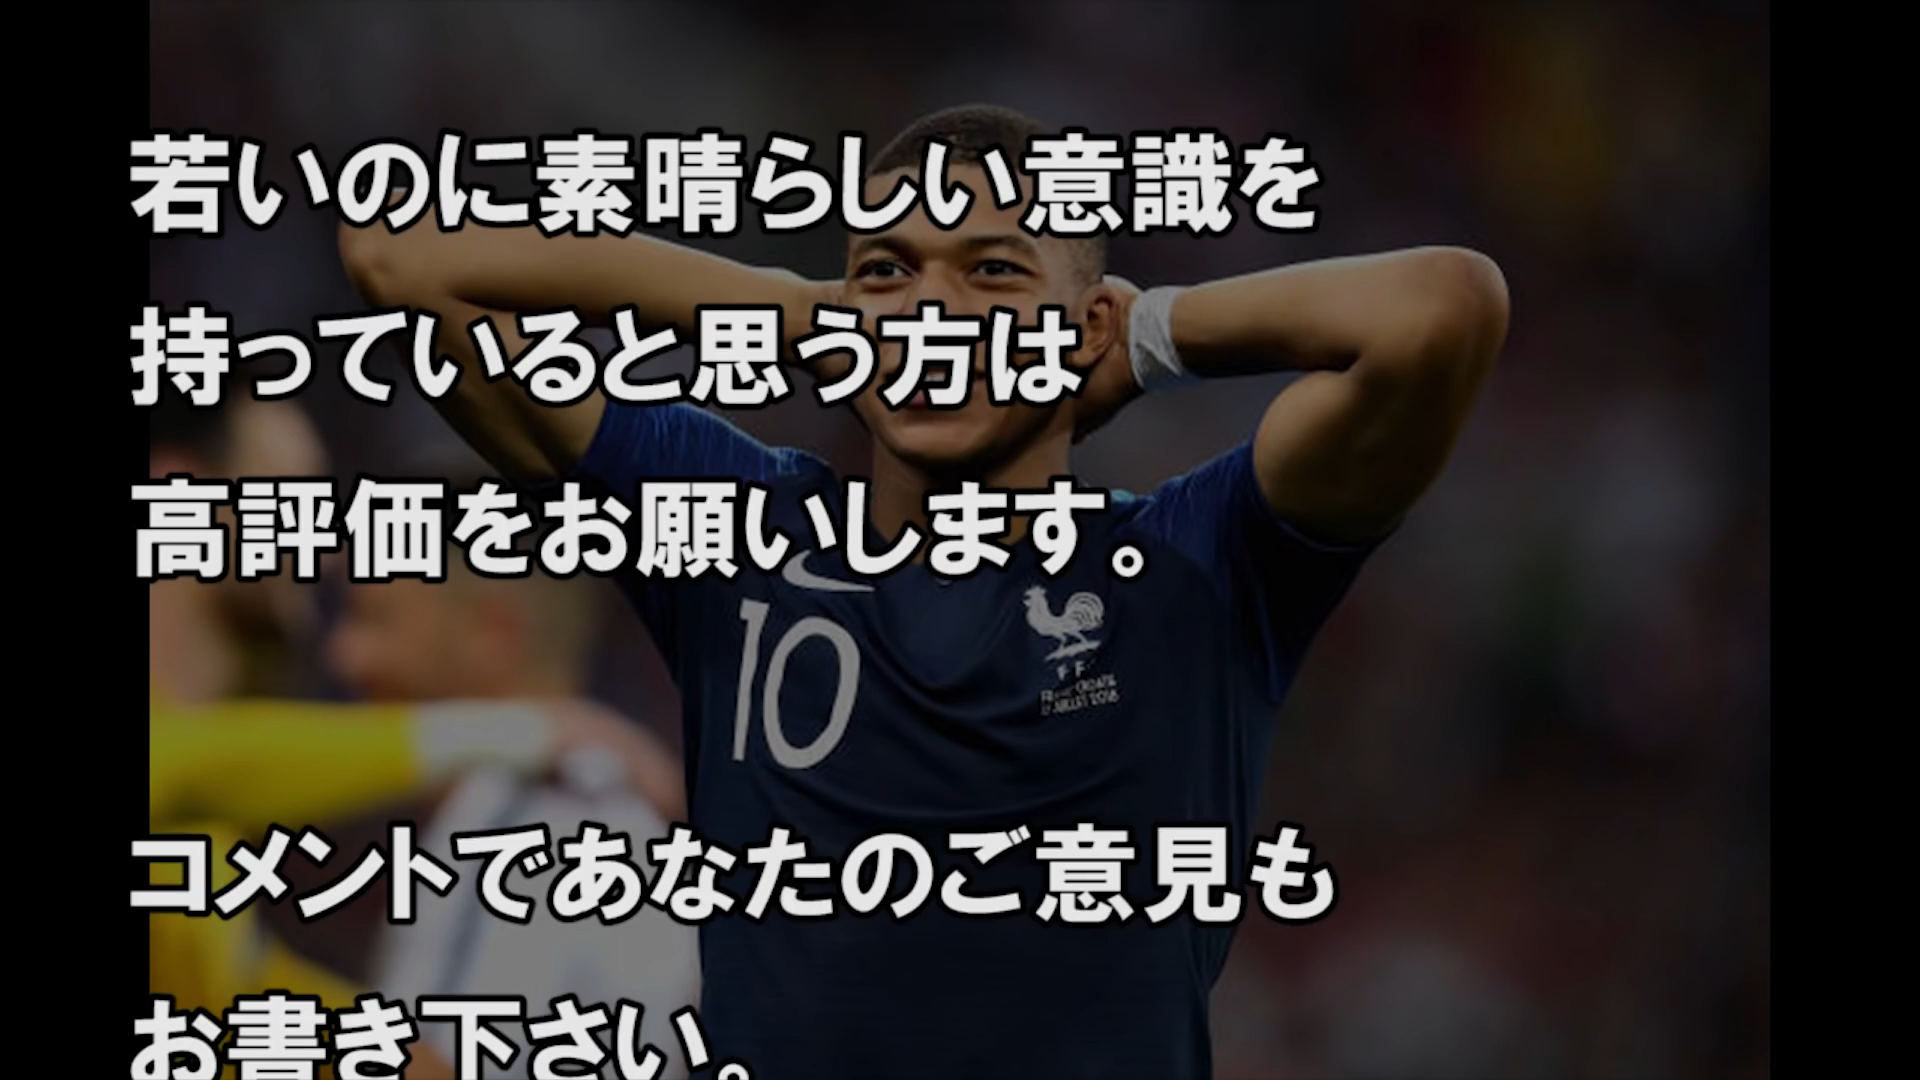 若いのに素晴らしい意識を
持っていると思う方は
高評価をお願いします。
10
FF
コメントであなたのご意見も
お書き下さい。